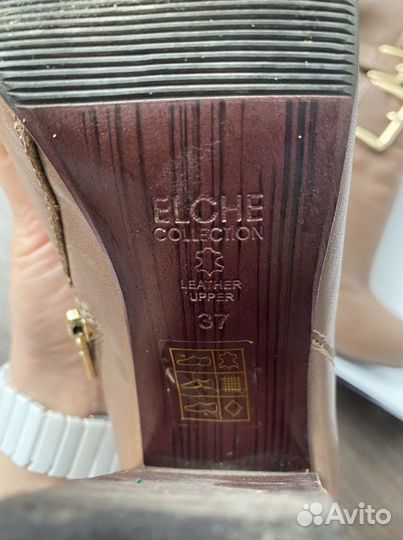 ELCHE
COLLECTION
LEATHER
UPPER
37
Avito